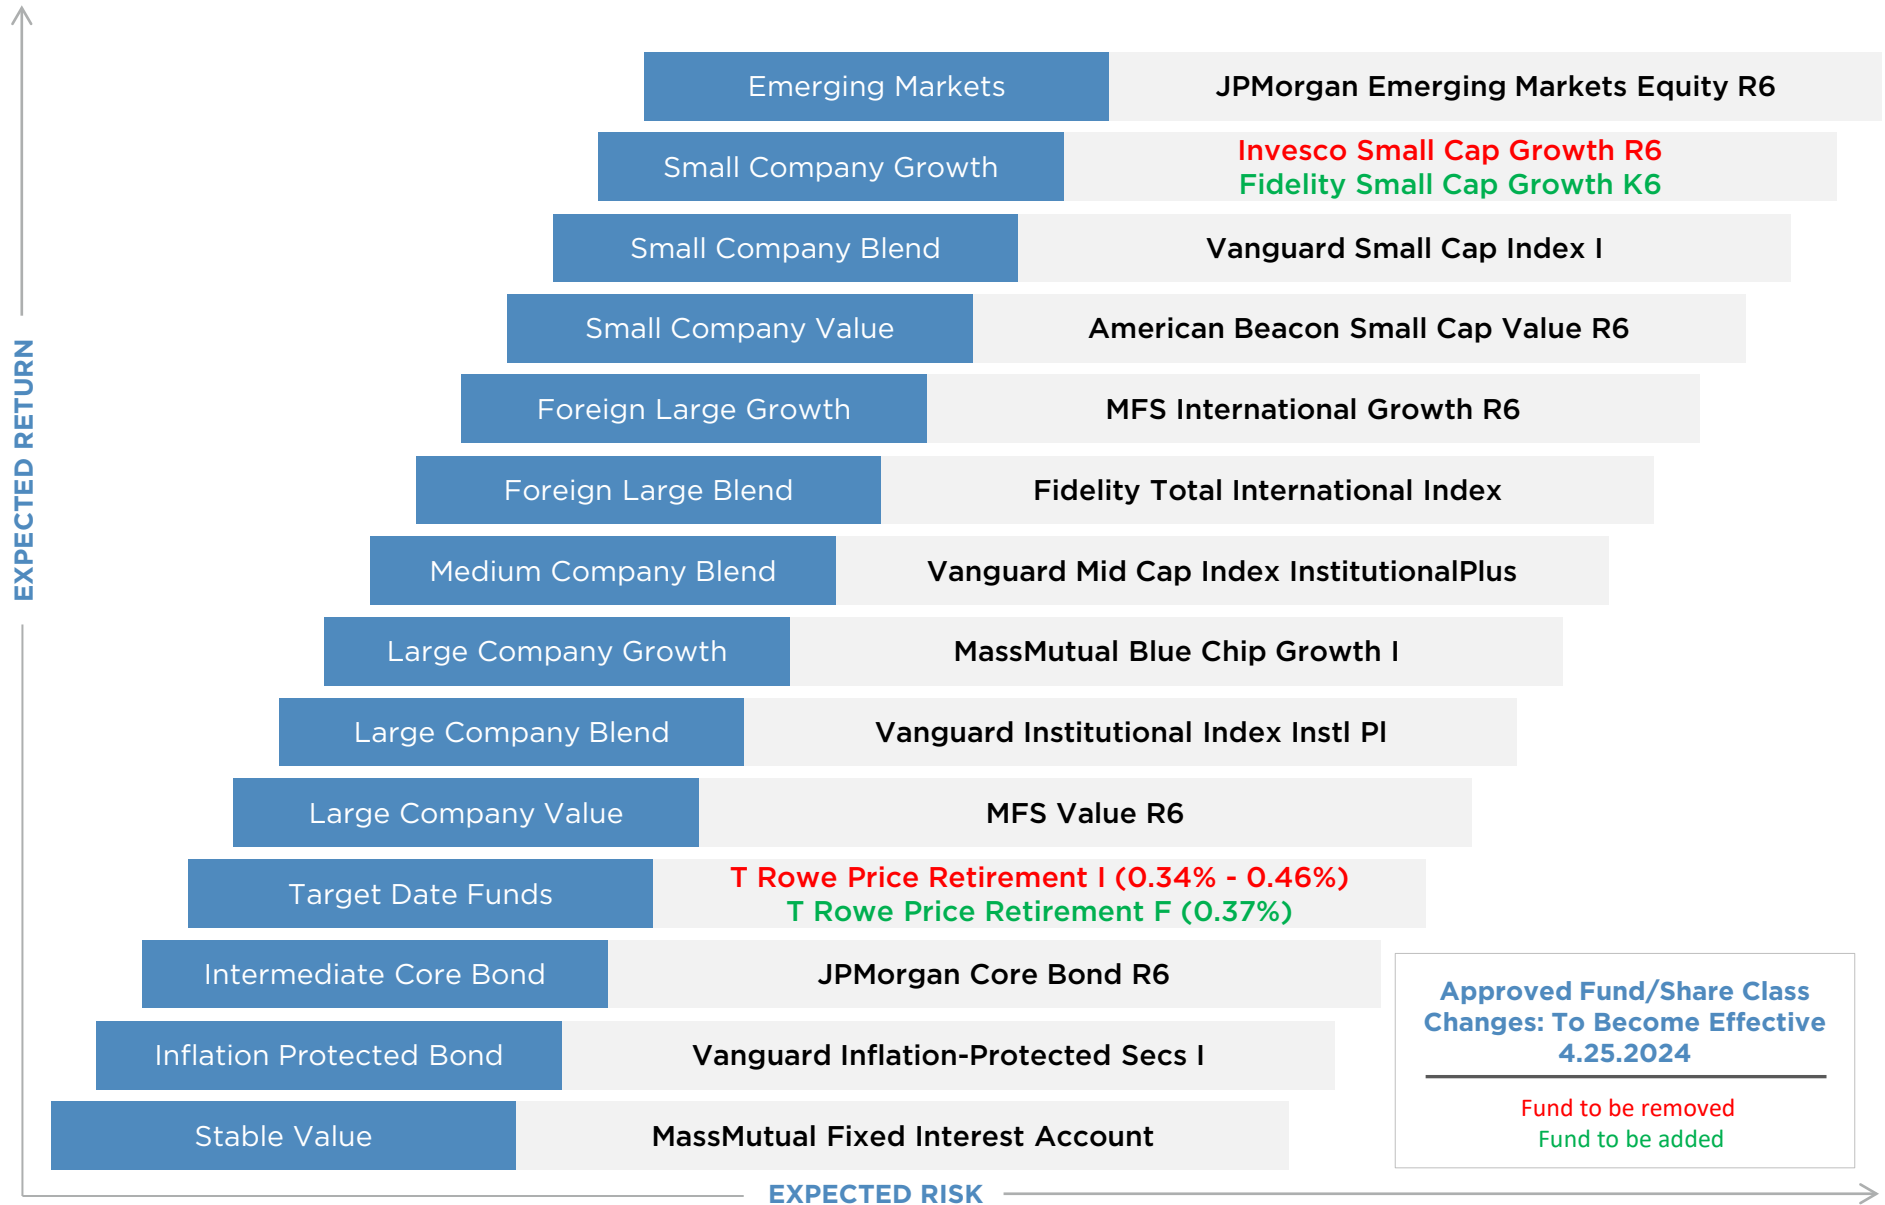 Emerging Markets
JPMorgan Emerging Markets Equity R6
Small Company Growth
Invesco Small Cap Growth R6
Fidelity Small Cap Growth K6
Small Company Blend
Vanguard Small Cap Index I
Small Company Value
American Beacon Small Cap Value R6
Foreign Large Growth
MFS International Growth R6
Foreign Large Blend
Fidelity Total International Index
Medium Company Blend
Vanguard Mid Cap Index InstitutionalPlus
Large Company Growth
MassMutual Blue Chip Growth I
Large Company Blend
Vanguard Institutional Index Instl Pl
Large Company Value
MFS Value R6
Target Date Funds
T Rowe Price Retirement I (0.34% - 0.46%)
T Rowe Price Retirement F (0.37%)
Intermediate Core Bond
JPMorgan Core Bond R6
Inflation Protected Bond
Vanguard Inflation-Protected Secs I
Stable Value
MassMutual Fixed Interest Account
EXPECTED RETURN
EXPECTED RISK
Approved Fund/Share Class
Changes: To Become Effective
4.25.2024
Fund to be removed
Fund to be added